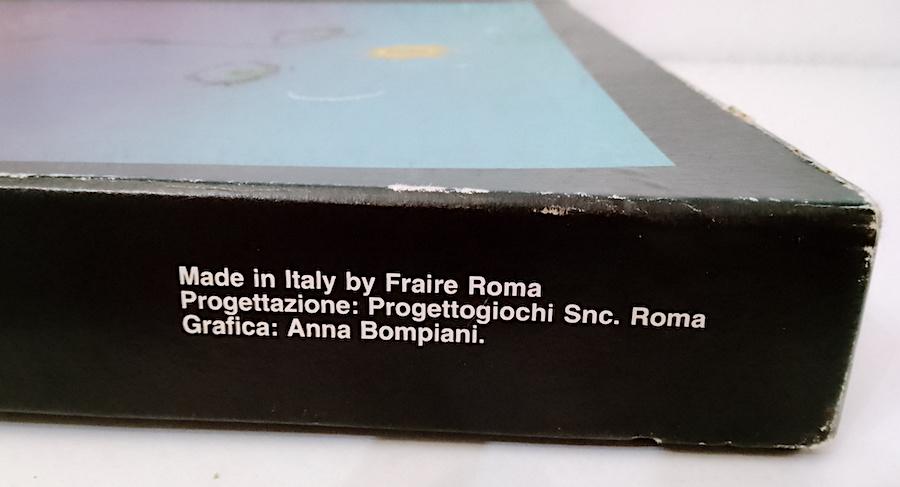 Made in Italy by Fraire Roma
Progettazione: Progettogiochi Snc. Roma
Grafica: Anna Bompiani.